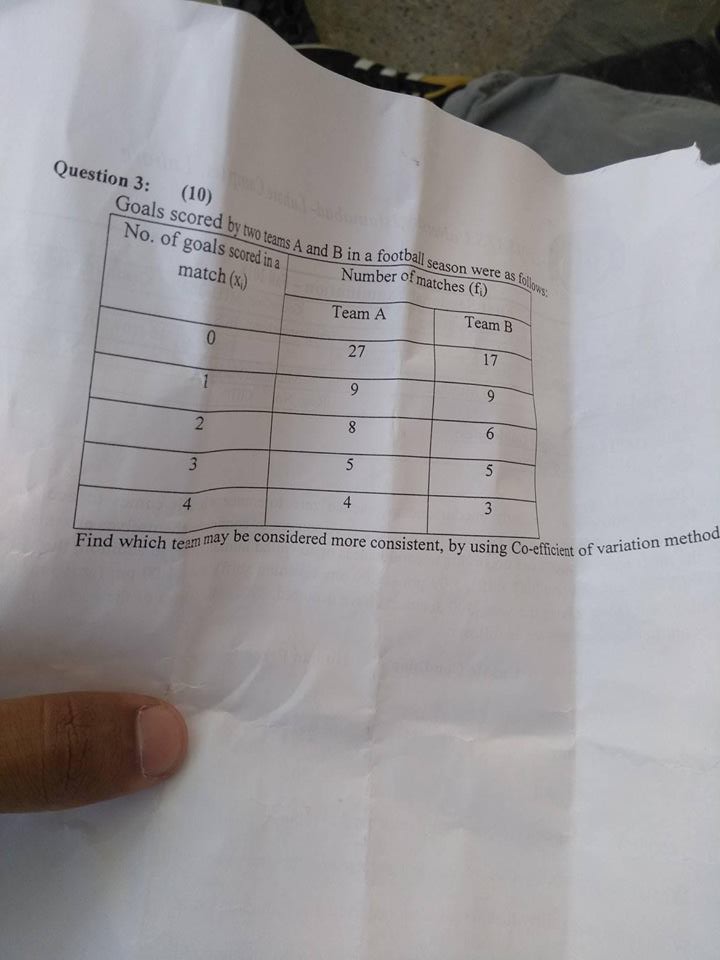 Question 3: (10)
Goals scored by two teams A and B in a football season were as follows:
No. of goals scored in a match (xᵢ) Number of matches (fᵢ)
Team A Team B
0 27 17
1 9 9
2 8 6
3 5 5
4 4 3
Find which team may be considered more consistent, by using Co-efficient of variation method